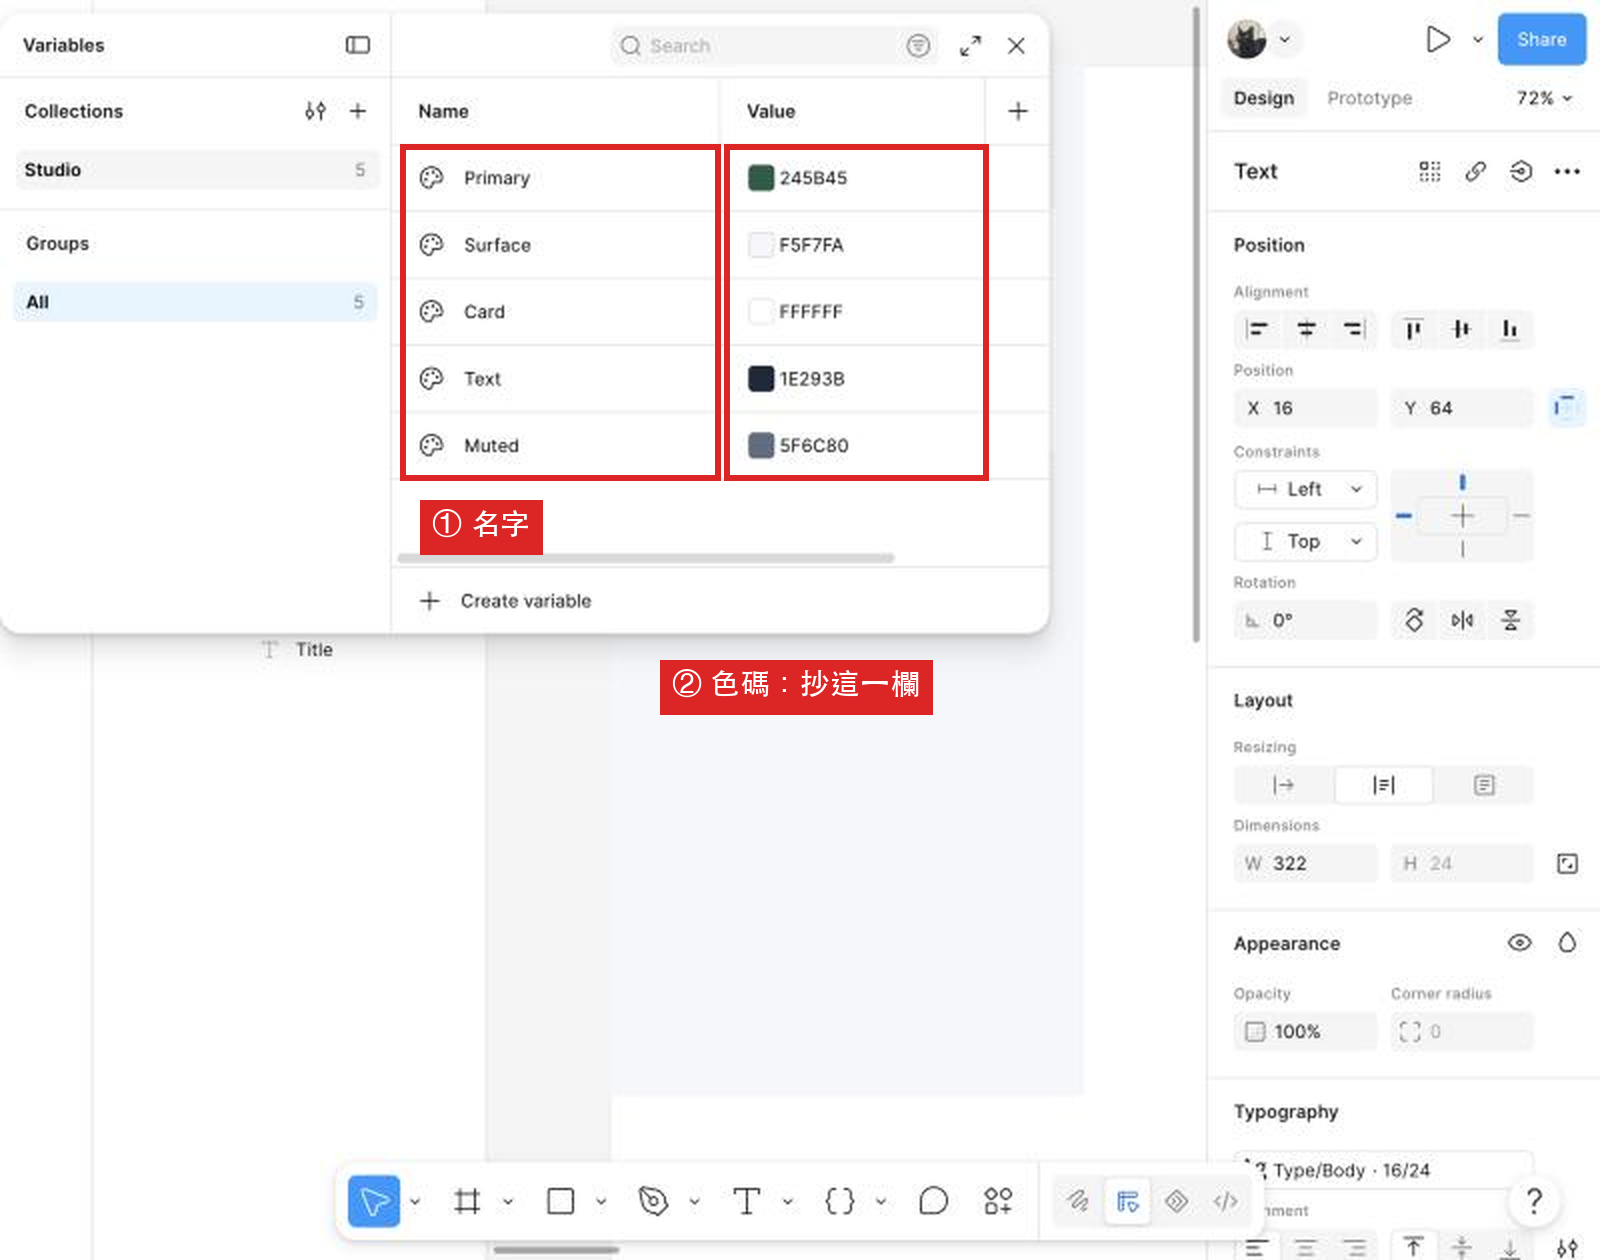 Variables
Search
Collections
Studio 5
Groups
All 5
Name Value
Primary 245B45
Surface F5F7FA
Card FFFFFF
Text 1E293B
Muted 5F6C80
① 名字
Create variable
Title
② 色碼：抄這一欄
Share
Design Prototype 72%
Text
Position
Alignment
Position
X 16 Y 64
Constraints
Left
Top
Rotation
0°
Layout
Resizing
Dimensions
W 322 H 24
Appearance
Opacity Corner radius
100% 0
Typography
Type/Body · 16/24
nment
?